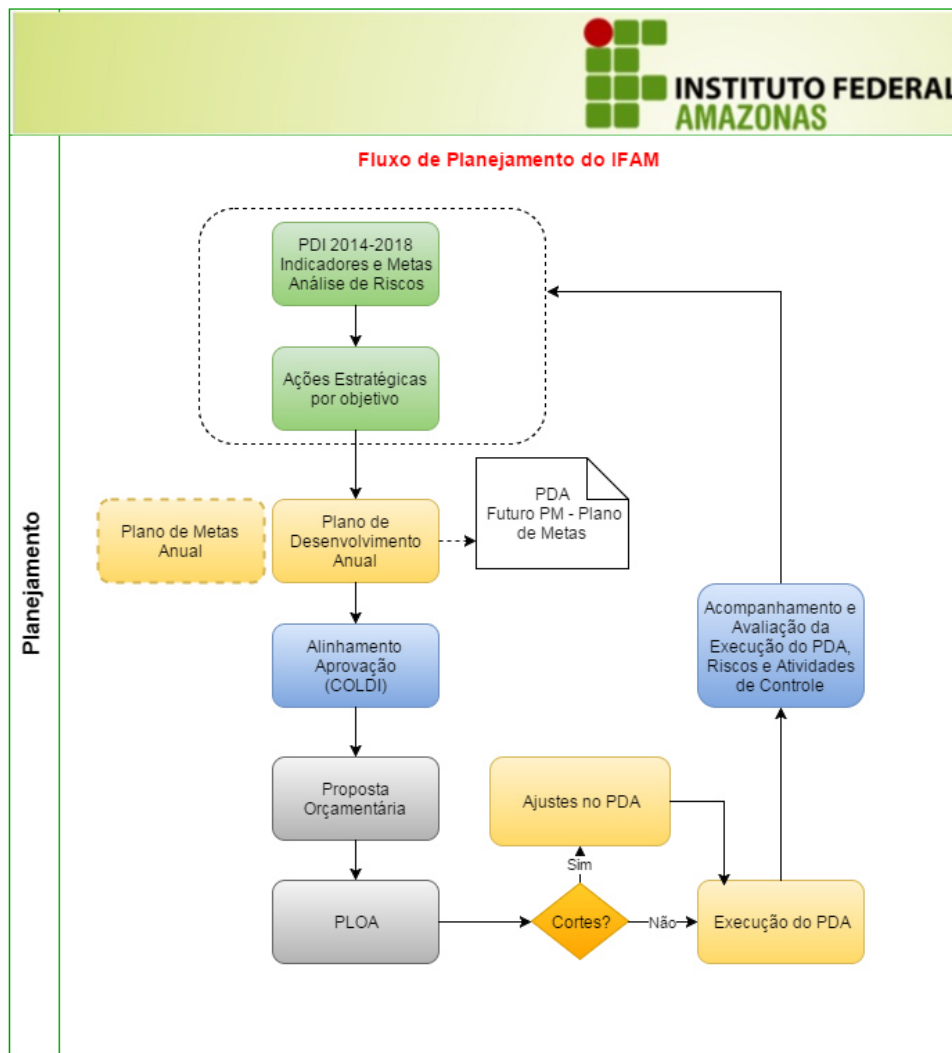 INSTITUTO FEDERAL
AMAZONAS
Fluxo de Planejamento do IFAM
Planejamento
PDI 2014-2018
Indicadores e Metas
Análise de Riscos
Ações Estratégicas
por objetivo
Plano de Metas
Anual
Plano de
Desenvolvimento
Anual
PDA
Futuro PM - Plano
de Metas
Alinhamento
Aprovação
(COLDI)
Acompanhamento e
Avaliação da
Execução do PDA,
Riscos e Atividades
de Controle
Proposta
Orçamentária
Ajustes no PDA
Sim
PLOA
Cortes?
Não
Execução do PDA